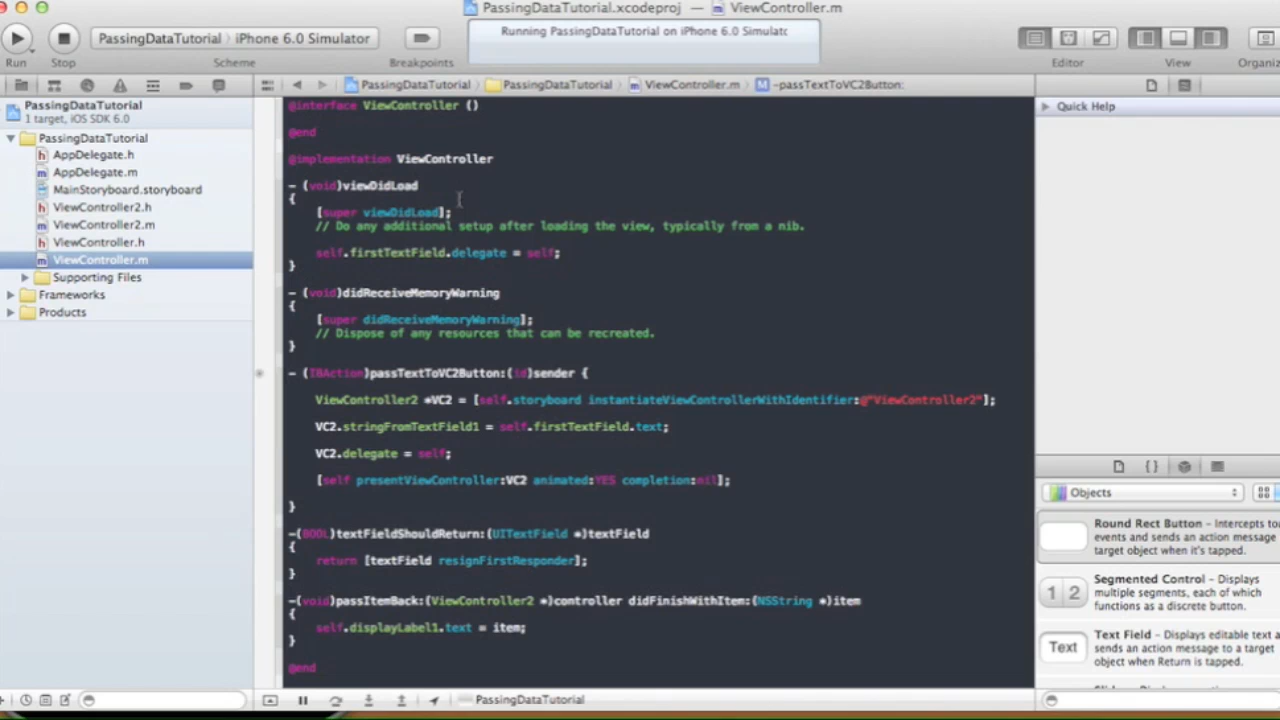 PassingDataTutorial.xcodeproj — ViewController.m
PassingDataTutorial iPhone 6.0 Simulator
Running PassingDataTutorial on iPhone 6.0 Simulator
Run Stop Scheme Breakpoints Editor View Organiz
PassingDataTutorial PassingDataTutorial ViewController.m -passTextToVC2Button:
PassingDataTutorial
1 target, iOS SDK 6.0
PassingDataTutorial
AppDelegate.h
AppDelegate.m
MainStoryboard.storyboard
ViewController2.h
ViewController2.m
ViewController.h
ViewController.m
Supporting Files
Frameworks
Products
@interface ViewController ()
@end
@implementation ViewController
- (void)viewDidLoad
{
[super viewDidLoad];
// Do any additional setup after loading the view, typically from a nib.
self.firstTextField.delegate = self;
}
- (void)didReceiveMemoryWarning
{
[super didReceiveMemoryWarning];
// Dispose of any resources that can be recreated.
}
- (IBAction)passTextToVC2Button:(id)sender {
ViewController2 *VC2 = [self.storyboard instantiateViewControllerWithIdentifier:@"ViewController2"];
VC2.stringFromTextField1 = self.firstTextField.text;
VC2.delegate = self;
[self presentViewController:VC2 animated:YES completion:nil];
}
-(BOOL)textFieldShouldReturn:(UITextField *)textField
{
return [textField resignFirstResponder];
}
-(void)passItemBack:(ViewController2 *)controller didFinishWithItem:(NSString *)item
{
self.displayLabel1.text = item;
}
@end
PassingDataTutorial
Quick Help
{ }
Objects
Round Rect Button - Intercepts to
events and sends an action message
target object when it's tapped.
1 2
Segmented Control - Displays
multiple segments, each of which
functions as a discrete button.
Text
Text Field - Displays editable text a
sends an action message to a target
object when Return is tapped.